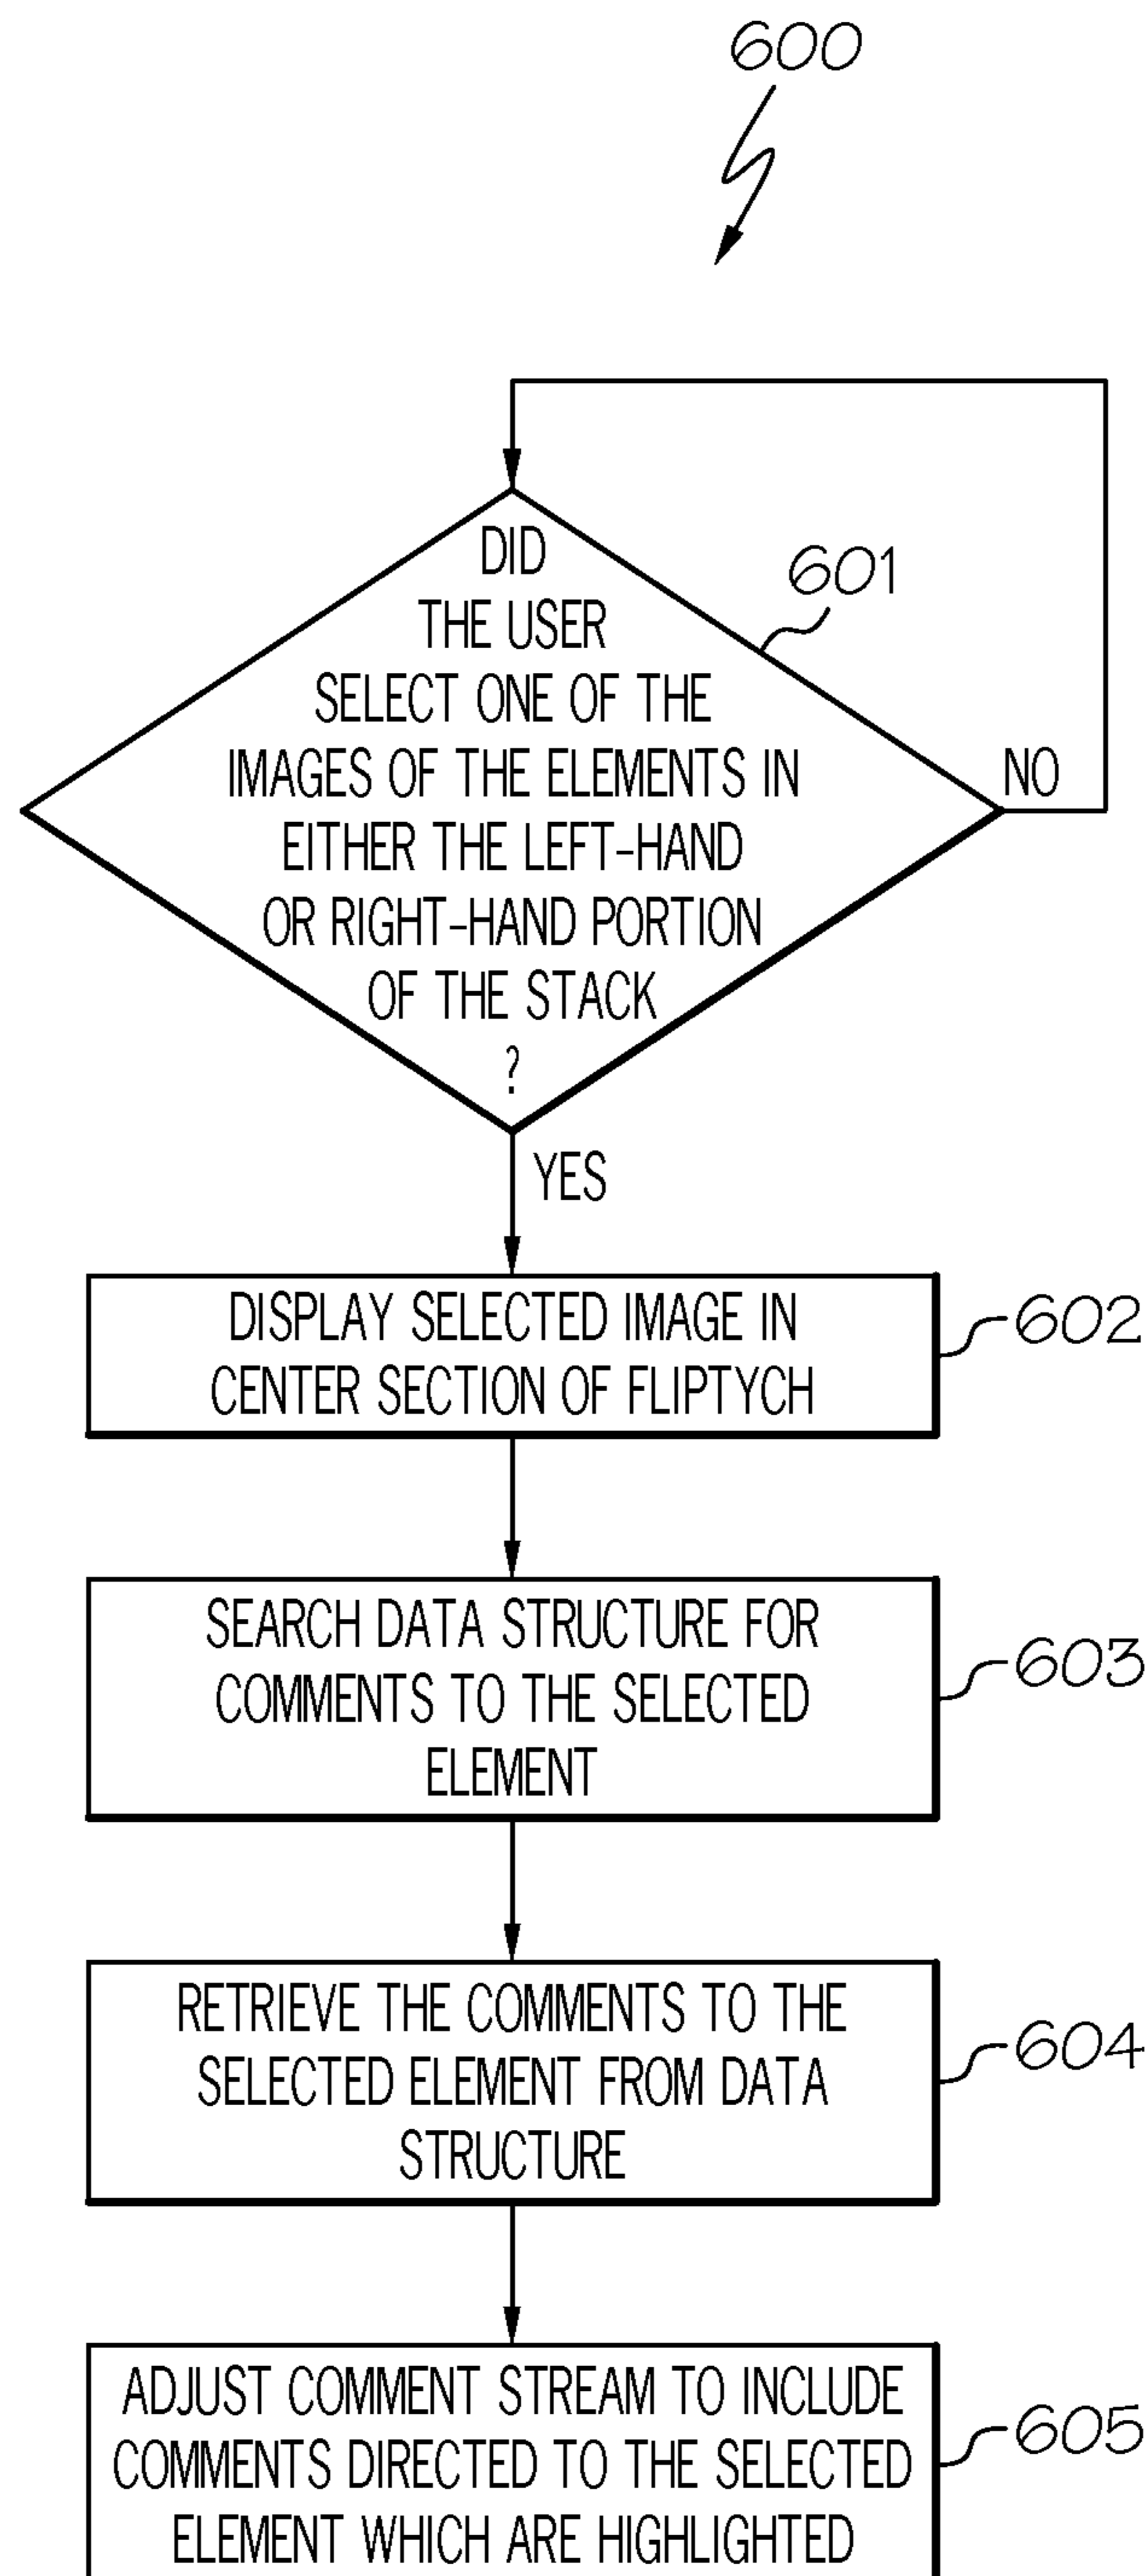 600
DID
THE USER
601
SELECT ONE OF THE
IMAGES OF THE ELEMENTS IN
NO
EITHER THE LEFT-HAND
OR RIGHT-HAND PORTION
OF THE STACK
?
YES
DISPLAY SELECTED IMAGE IN
CENTER SECTION OF FLIPTYCH
602
SEARCH DATA STRUCTURE FOR
COMMENTS TO THE SELECTED
ELEMENT
603
RETRIEVE THE COMMENTS TO THE
SELECTED ELEMENT FROM DATA
STRUCTURE
604
ADJUST COMMENT STREAM TO INCLUDE
COMMENTS DIRECTED TO THE SELECTED
ELEMENT WHICH ARE HIGHLIGHTED
605